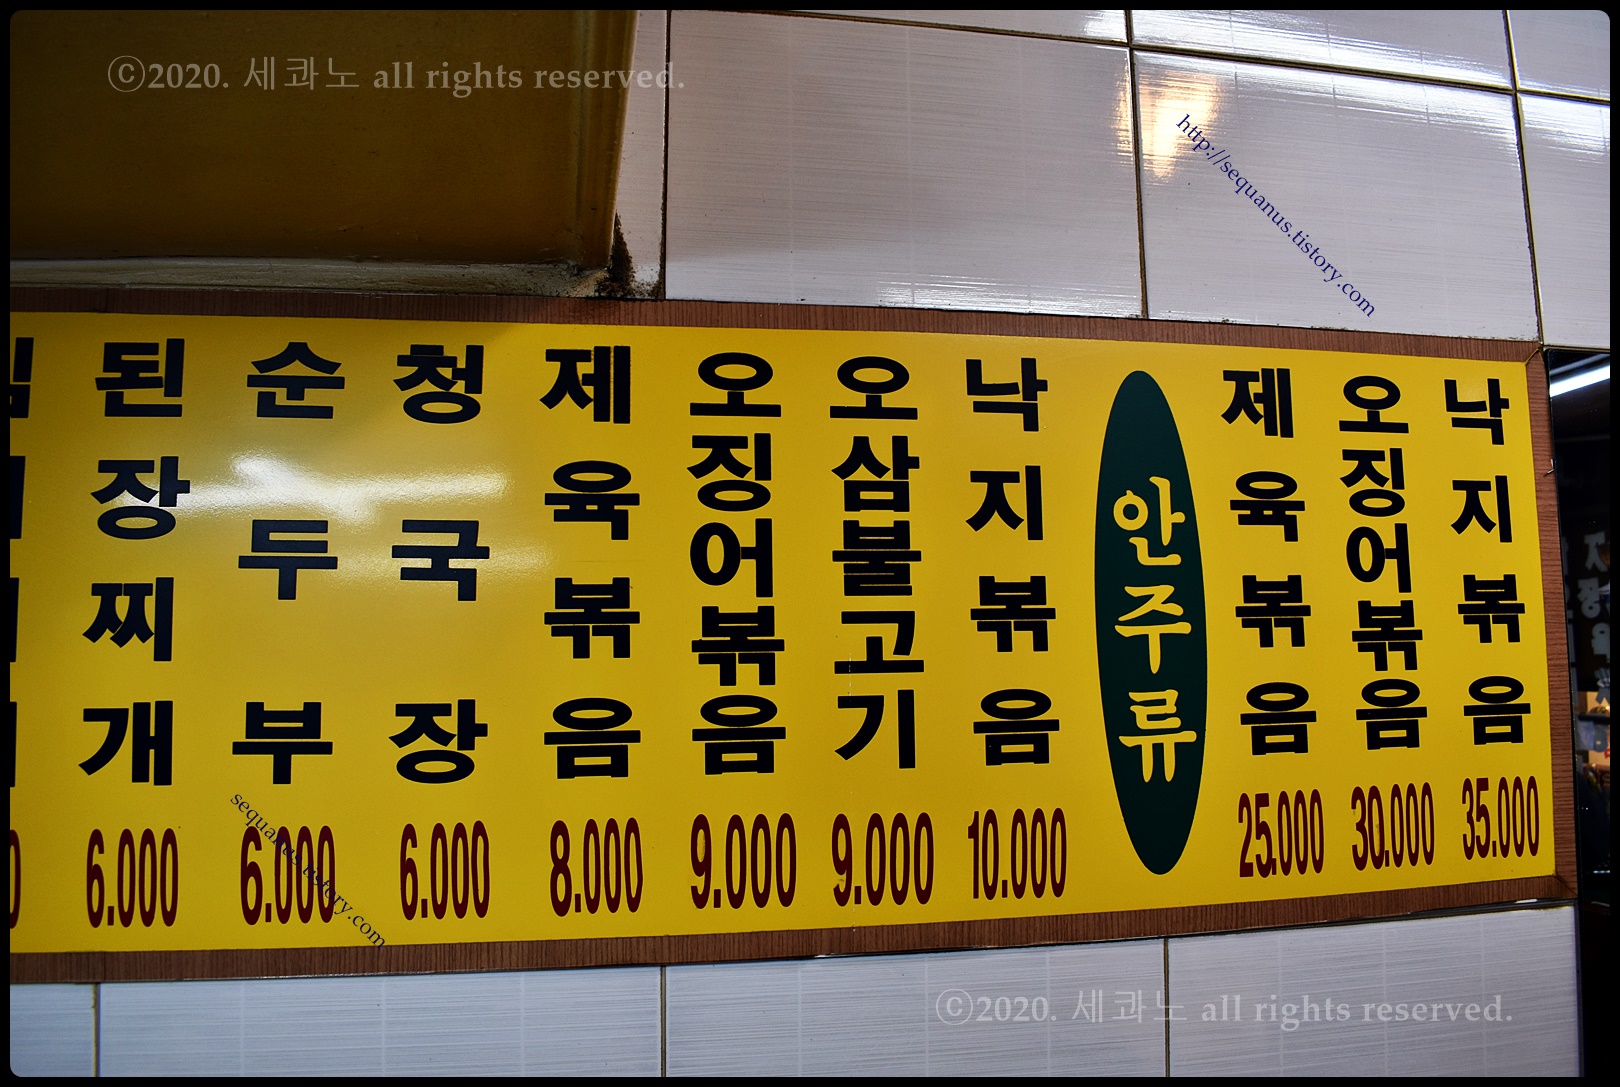 ⓒ2020. 세콰노 all rights reserved.
http://sequanus.tistory.com
된장찌개
6.000
순두부
6.000
청국장
6.000
제육볶음
8.000
오징어볶음
9.000
오삼불고기
9.000
낙지볶음
10.000
안주류
제육볶음
25.000
오징어볶음
30.000
낙지볶음
35.000
sequanus.tistory.com
ⓒ2020. 세콰노 all rights reserved.